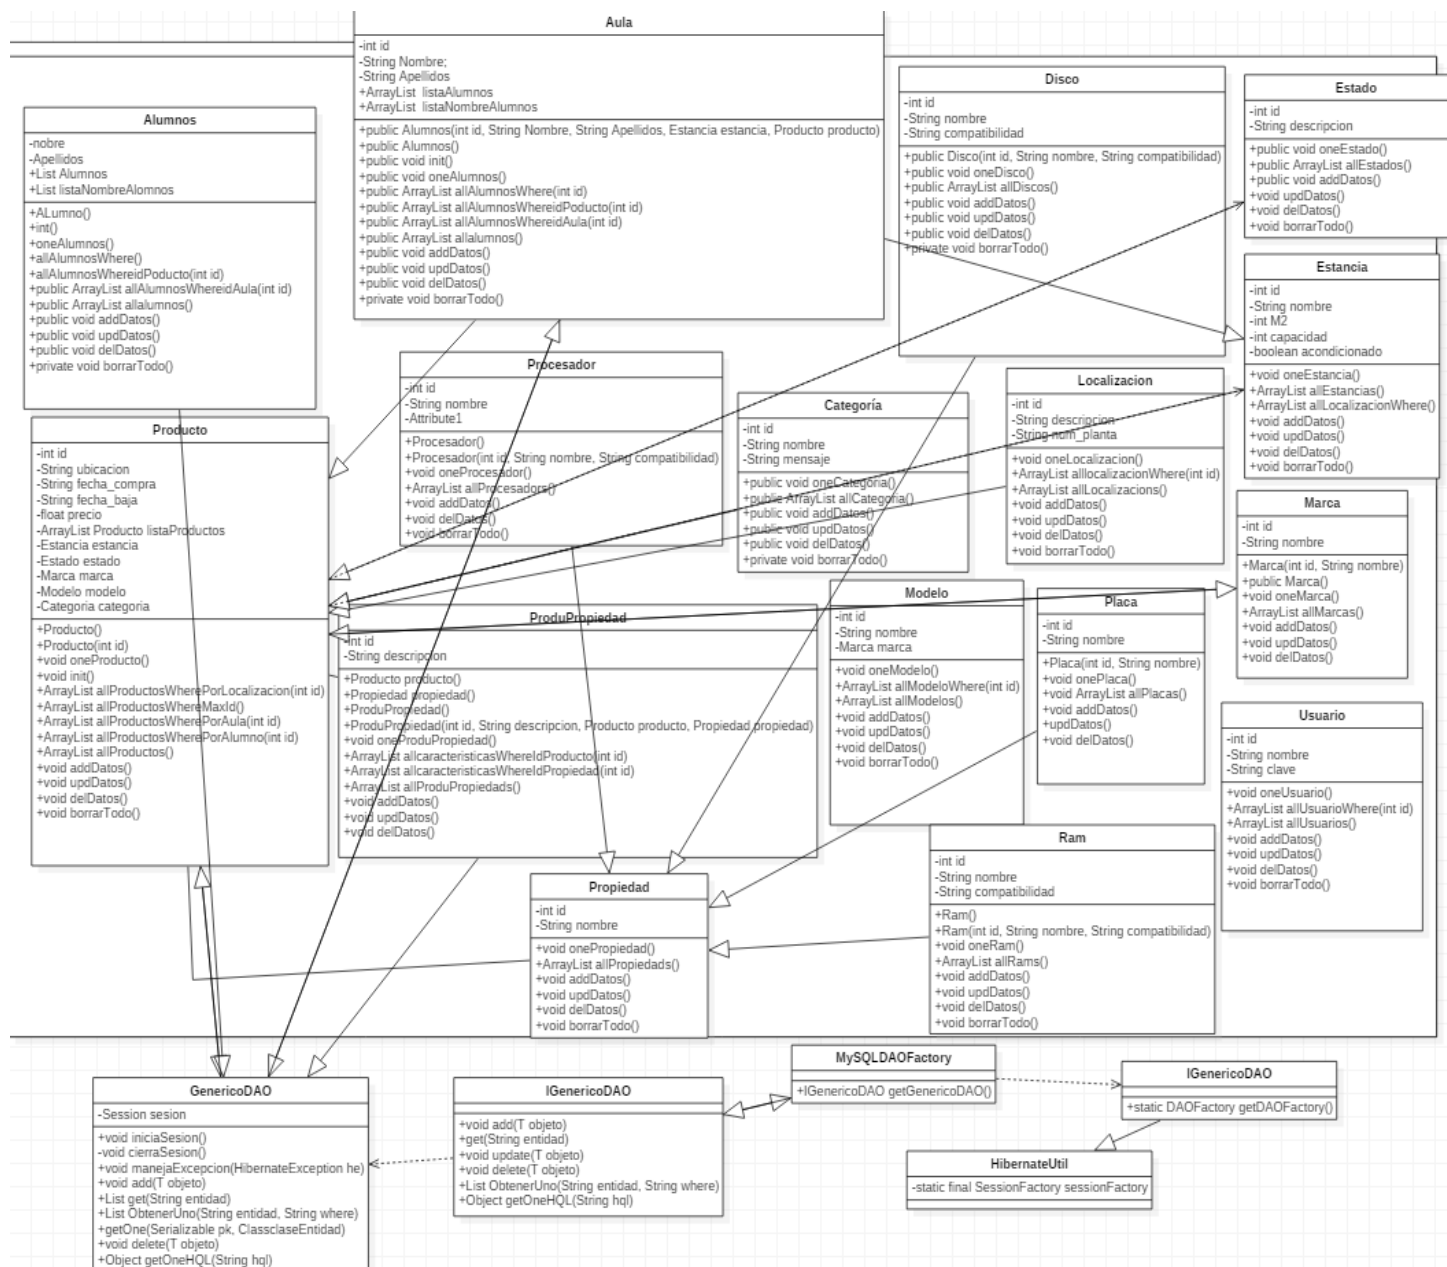 Aula
-int id
-String Nombre;
-String Apellidos
+ArrayList listaAlumnos
+ArrayList listaNombreAlumnos
+public Alumnos(int id, String Nombre, String Apellidos, Estancia estancia, Producto producto)
+public Alumnos()
+public void init()
+public void oneAlumnos()
+public ArrayList allAlumnosWhere(int id)
+public ArrayList allAlumnosWhereidPoducto(int id)
+public ArrayList allAlumnosWhereidAula(int id)
+public ArrayList allalumnos()
+public void addDatos()
+public void updDatos()
+public void delDatos()
+private void borrarTodo()
Disco
-int id
-String nombre
-String compatibilidad
+public Disco(int id, String nombre, String compatibilidad)
+public void oneDisco()
+public ArrayList allDiscos()
+public void addDatos()
+public void updDatos()
+public void delDatos()
+private void borrarTodo()
Estado
-int id
-String descripcion
+public void oneEstado()
+public ArrayList allEstados()
+public void addDatos()
+void updDatos()
+void delDatos()
+void borrarTodo()
Alumnos
-nobre
-Apellidos
+List Alumnos
+List listaNombreAlomnos
+ALumno()
+int()
+oneAlumnos()
+allAlumnosWhere()
+allAlumnosWhereidPoducto(int id)
+public ArrayList allAlumnosWhereidAula(int id)
+public ArrayList allalumnos()
+public void addDatos()
+public void updDatos()
+public void delDatos()
+private void borrarTodo()
Estancia
-int id
-String nombre
-int M2
-int capacidad
-boolean acondicionado
+void oneEstancia()
+ArrayList allEstancias()
+ArrayList allLocalizacionWhere()
+void addDatos()
+void updDatos()
+void delDatos()
+void borrarTodo()
Procesador
-int id
-String nombre
-Attribute1
+Procesador()
+Procesador(int id, String nombre, String compatibilidad)
+void oneProcesador()
+ArrayList allProcesadors()
+void addDatos()
+void delDatos()
+void borrarTodo()
Categoría
-int id
-String nombre
-String mensaje
+public void oneCategoria()
+public ArrayList allCategoria()
+public void addDatos()
+public void updDatos()
+public void delDatos()
+private void borrarTodo()
Localizacion
-int id
-String descripcion
-String num_planta
+void oneLocalizacion()
+ArrayList alllocalizacionWhere(int id)
+ArrayList allLocalizacions()
+void addDatos()
+void updDatos()
+void delDatos()
+void borrarTodo()
Producto
-int id
-String ubicacion
-String fecha_compra
-String fecha_baja
-float precio
-ArrayList Producto listaProductos
-Estancia estancia
-Estado estado
-Marca marca
-Modelo modelo
-Categoria categoria
+Producto()
+Producto(int id)
+void oneProducto()
+void init()
+ArrayList allProductosWherePorLocalizacion(int id)
+ArrayList allProductosWhereMaxId()
+ArrayList allProductosWherePorAula(int id)
+ArrayList allProductosWherePorAlumno(int id)
+ArrayList allProductos()
+void addDatos()
+void updDatos()
+void delDatos()
+void borrarTodo()
Marca
-int id
-String nombre
+Marca(int id, String nombre)
+public Marca()
+void oneMarca()
+ArrayList allMarcas()
+void addDatos()
+void updDatos()
+void delDatos()
ProduPropiedad
-int id
-String descripcion
+Producto producto()
+Propiedad propiedad()
+ProduPropiedad()
+ProduPropiedad(int id, String descripcion, Producto producto, Propiedad propiedad)
+void oneProduPropiedad()
+ArrayList allcaracteristicasWhereIdProducto(int id)
+ArrayList allcaracteristicasWhereIdPropiedad(int id)
+ArrayList allProduPropiedads()
+void addDatos()
+void updDatos()
+void delDatos()
Modelo
-int id
-String nombre
-Marca marca
+void oneModelo()
+ArrayList allModeloWhere(int id)
+ArrayList allModelos()
+void addDatos()
+void updDatos()
+void delDatos()
+void borrarTodo()
Placa
-int id
-String nombre
+Placa(int id, String nombre)
+void onePlaca()
+void ArrayList allPlacas()
+void addDatos()
+updDatos()
+void delDatos()
Usuario
-int id
-String nombre
-String clave
+void oneUsuario()
+ArrayList allUsuarioWhere(int id)
+ArrayList allUsuarios()
+void addDatos()
+void updDatos()
+void delDatos()
+void borrarTodo()
Ram
-int id
-String nombre
-String compatibilidad
+Ram()
+Ram(int id, String nombre, String compatibilidad)
+void oneRam()
+ArrayList allRams()
+void addDatos()
+void updDatos()
+void delDatos()
+void borrarTodo()
Propiedad
-int id
-String nombre
+void onePropiedad()
+ArrayList allPropiedads()
+void addDatos()
+void updDatos()
+void delDatos()
+void borrarTodo()
GenericoDAO
-Session sesion
+void iniciaSesion()
-void cierraSesion()
+void manejaExcepcion(HibernateException he)
+void add(T objeto)
+List get(String entidad)
+List ObtenerUno(String entidad, String where)
+getOne(Serializable pk, ClassclaseEntidad)
+void delete(T objeto)
+Object getOneHQL(String hql)
IGenericoDAO
+void add(T objeto)
+get(String entidad)
+void update(T objeto)
+void delete(T objeto)
+List ObtenerUno(String entidad, String where)
+Object getOneHQL(String hql)
MySQLDAOFactory
+IGenericoDAO getGenericoDAO()
IGenericoDAO
+static DAOFactory getDAOFactory()
HibernateUtil
-static final SessionFactory sessionFactory